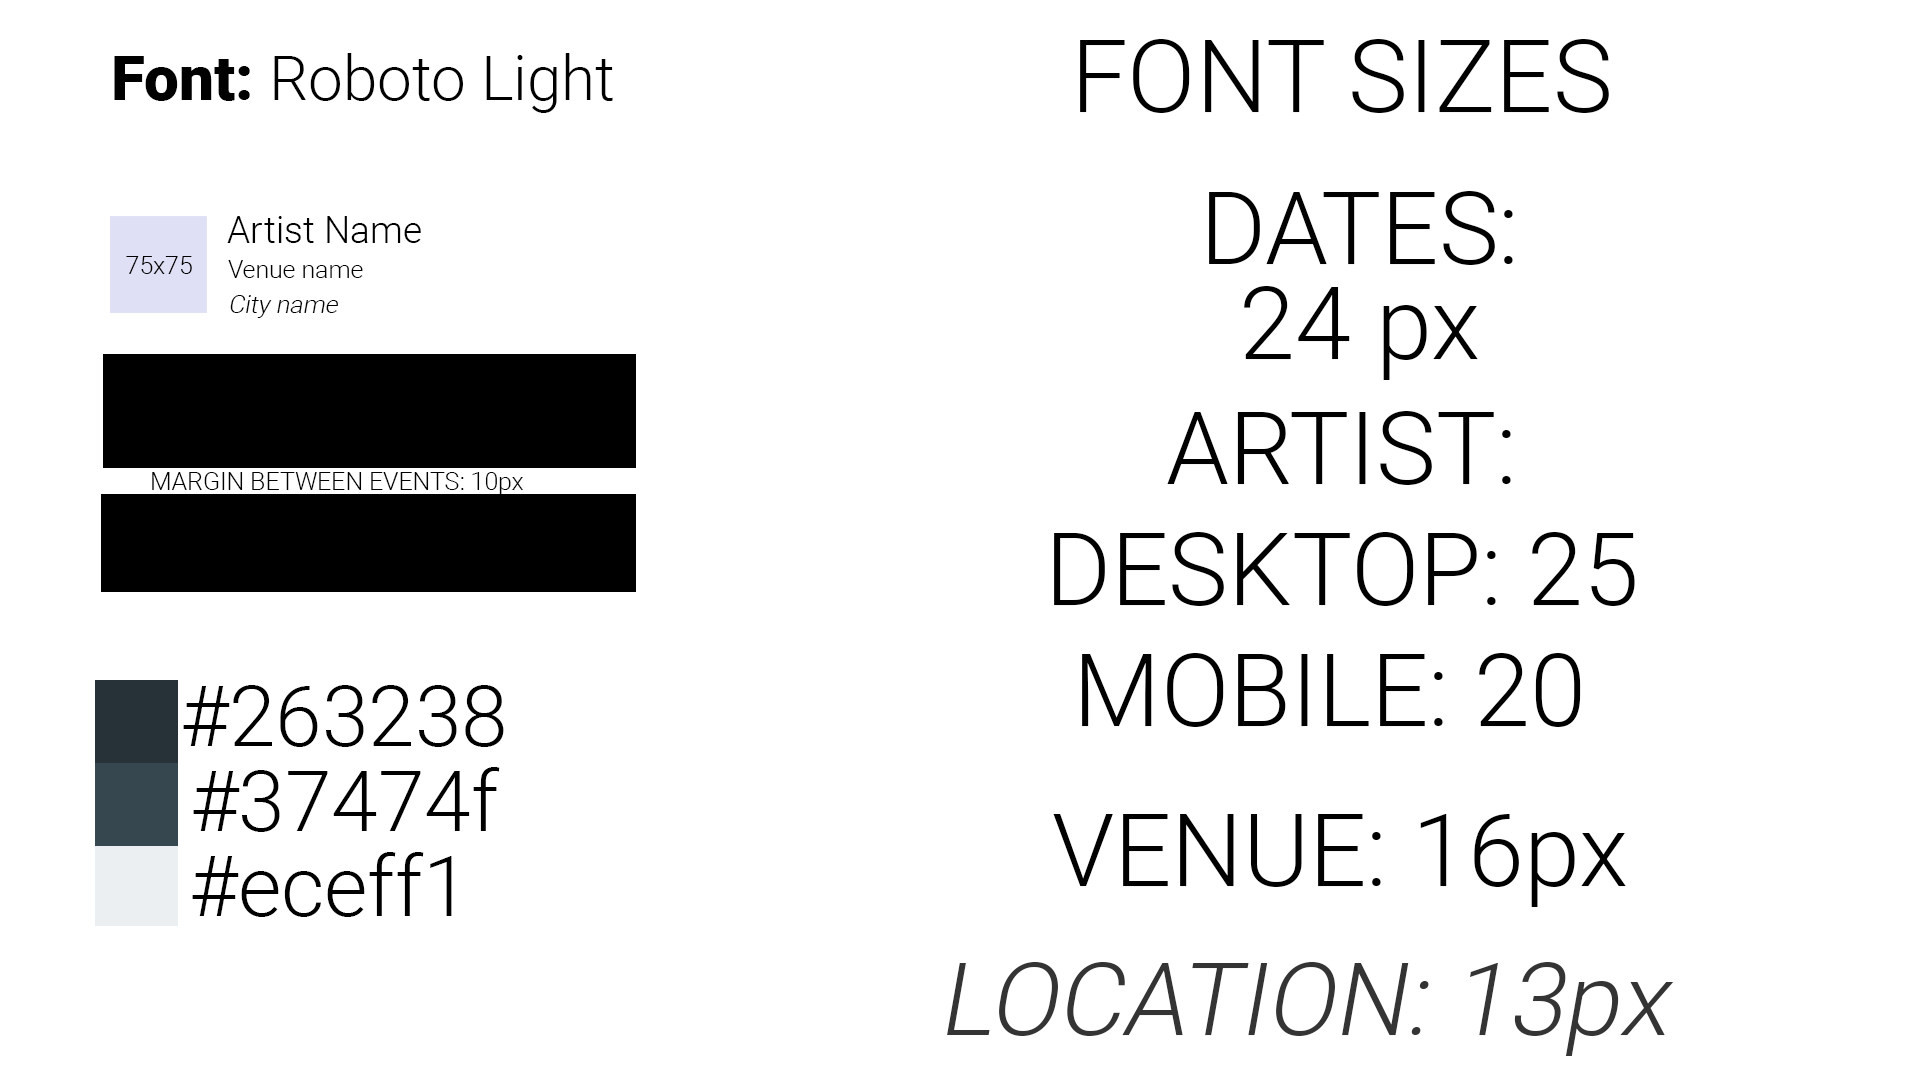 Font: Roboto Light
75x75
Artist Name
Venue name
City name
MARGIN BETWEEN EVENTS: 10px
#263238
#37474f
#eceff1
FONT SIZES
DATES:
24 px
ARTIST:
DESKTOP: 25
MOBILE: 20
VENUE: 16px
LOCATION: 13px